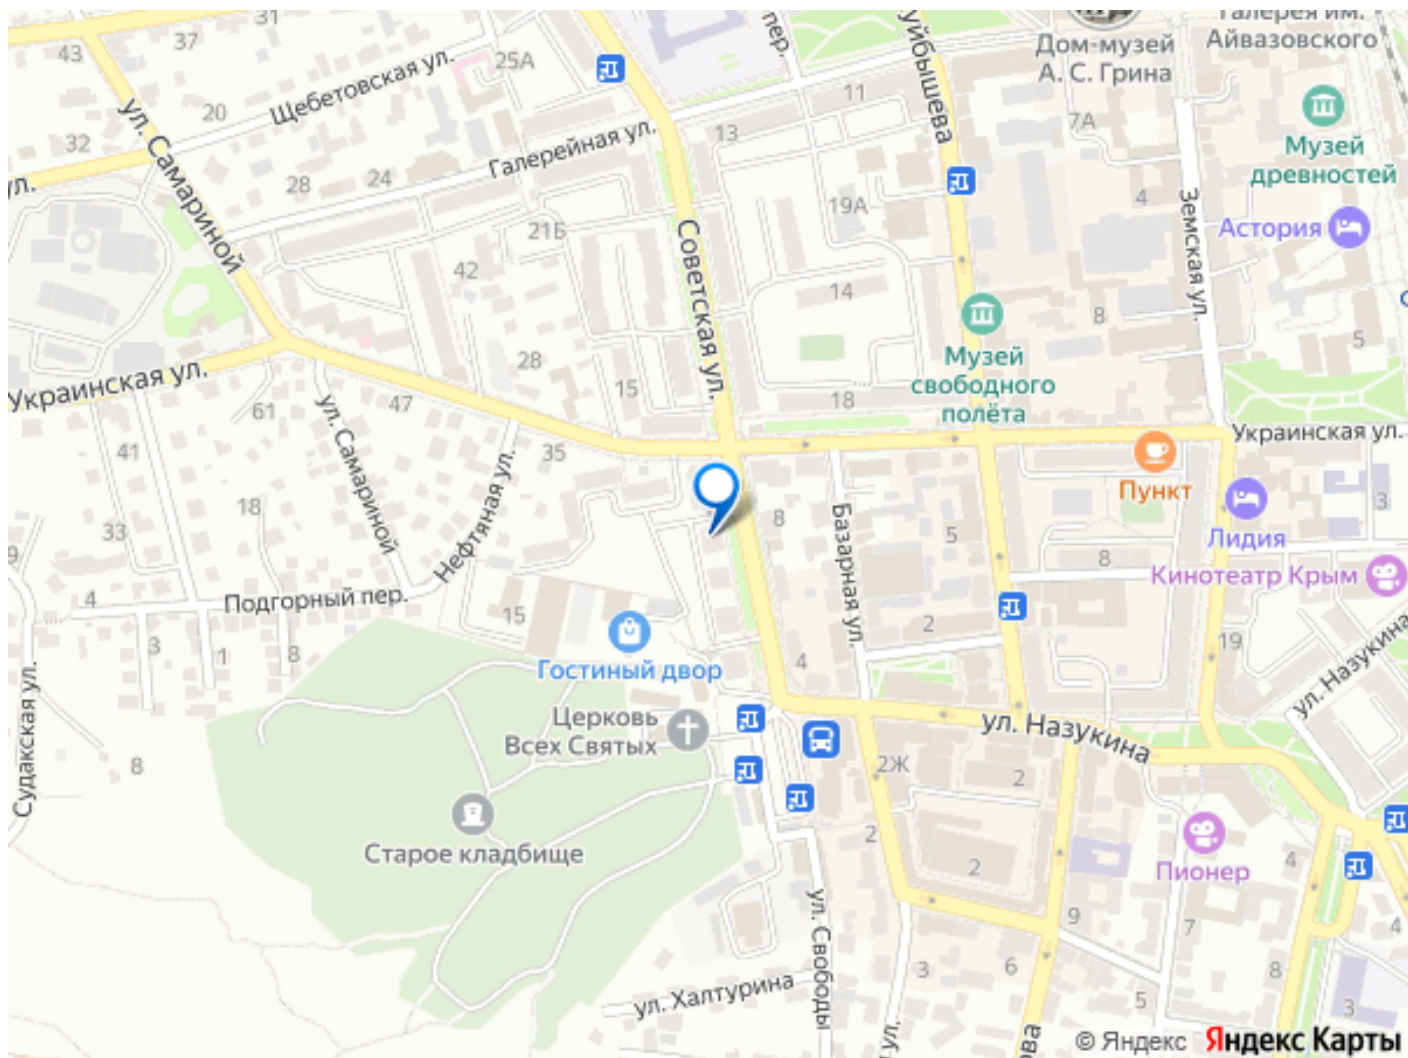 31
37
43
25А
Щебетовская ул.
20
32
ул.
ул. Самариной
28
24
Галерейная ул.
13
11
пер.
уйбышева
Дом-музей
А. С. Грина
Галерея им.
Айвазовского
7А
Музей
древностей
4
Земская ул.
Астория
19А
21Б
42
Советская ул.
14
8
Музей
свободного
полёта
5
28
15
18
Украинская ул.
61
47
ул. Самариной
41
35
Нефтяная ул.
Украинская ул.
Пункт
3
18
33
8
Базарная ул.
5
Лидия
8
Кинотеатр Крым
9
4
Подгорный пер.
15
2
19
ул. Назукина
3
1
8
Гостиный двор
4
Судакская ул.
Церковь
Всех Святых
ул. Назукина
8
2Ж
2
Старое кладбище
2
2
Пионер
4
ул. Свободы
9
7
4
3
6
8
ул. Халтурина
5
3
ул.
ова
© Яндекс Яндекс Карты